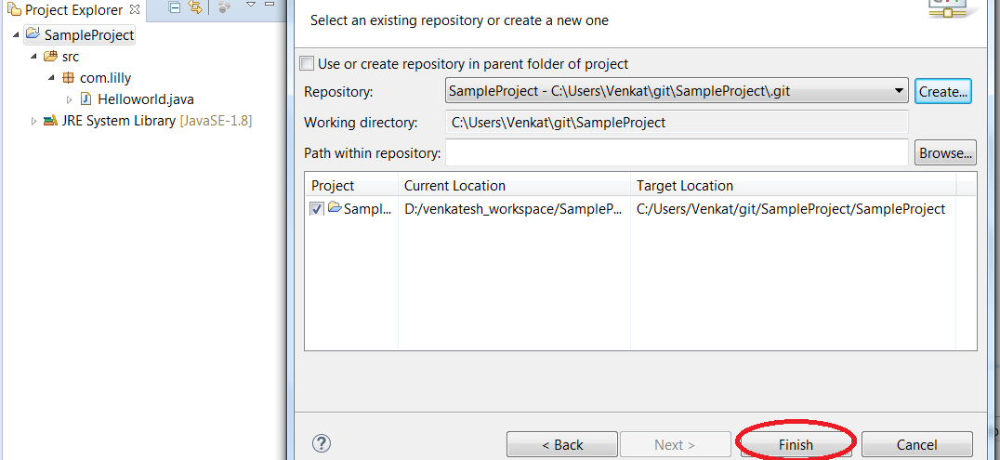 Project Explorer
SampleProject
src
com.lilly
Helloworld.java
JRE System Library [JavaSE-1.8]
Select an existing repository or create a new one
Use or create repository in parent folder of project
Repository: SampleProject - C:\Users\Venkat\git\SampleProject\.git Create...
Working directory: C:\Users\Venkat\git\SampleProject
Path within repository: Browse...
Project Current Location Target Location
Sampl... D:/venkatesh_workspace/SampleP... C:/Users/Venkat/git/SampleProject/SampleProject
? < Back Next > Finish Cancel